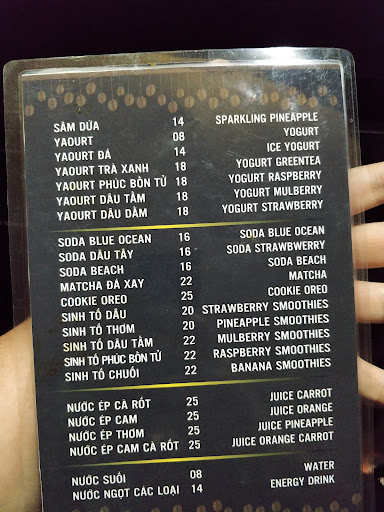 SÂM DỨA 14 SPARKLING PINEAPPLE
YAOURT 08 YOGURT
YAOURT ĐÁ 14 ICE YOGURT
YAOURT TRÀ XANH 18 YOGURT GREENTEA
YAOURT PHÚC BỒN TỬ 18 YOGURT RASPBERRY
YAOURT DÂU TẰM 18 YOGURT MULBERRY
YAOURT DÂU DẦM 18 YOGURT STRAWBERRY
SODA BLUE OCEAN 16 SODA BLUE OCEAN
SODA DÂU TÂY 16 SODA STRAWBWERRY
SODA BEACH 16 SODA BEACH
MATCHA ĐÁ XAY 22 MATCHA
COOKIE OREO 25 COOKIE OREO
SINH TỐ DÂU 20 STRAWBERRY SMOOTHIES
SINH TỐ THƠM 20 PINEAPPLE SMOOTHIES
SINH TỐ DÂU TẰM 22 MULBERRY SMOOTHIES
SINH TỐ PHÚC BỒN TỬ 22 RASPBERRY SMOOTHIES
SINH TỐ CHUỐI 22 BANANA SMOOTHIES
NƯỚC ÉP CÀ RỐT 25 JUICE CARROT
NƯỚC ÉP CAM 25 JUICE ORANGE
NƯỚC ÉP THƠM 25 JUICE PINEAPPLE
NƯỚC ÉP CAM CÀ RỐT 25 JUICE ORANGE CARROT
NƯỚC SUỐI 08 WATER
NƯỚC NGỌT CÁC LOẠI 14 ENERGY DRINK